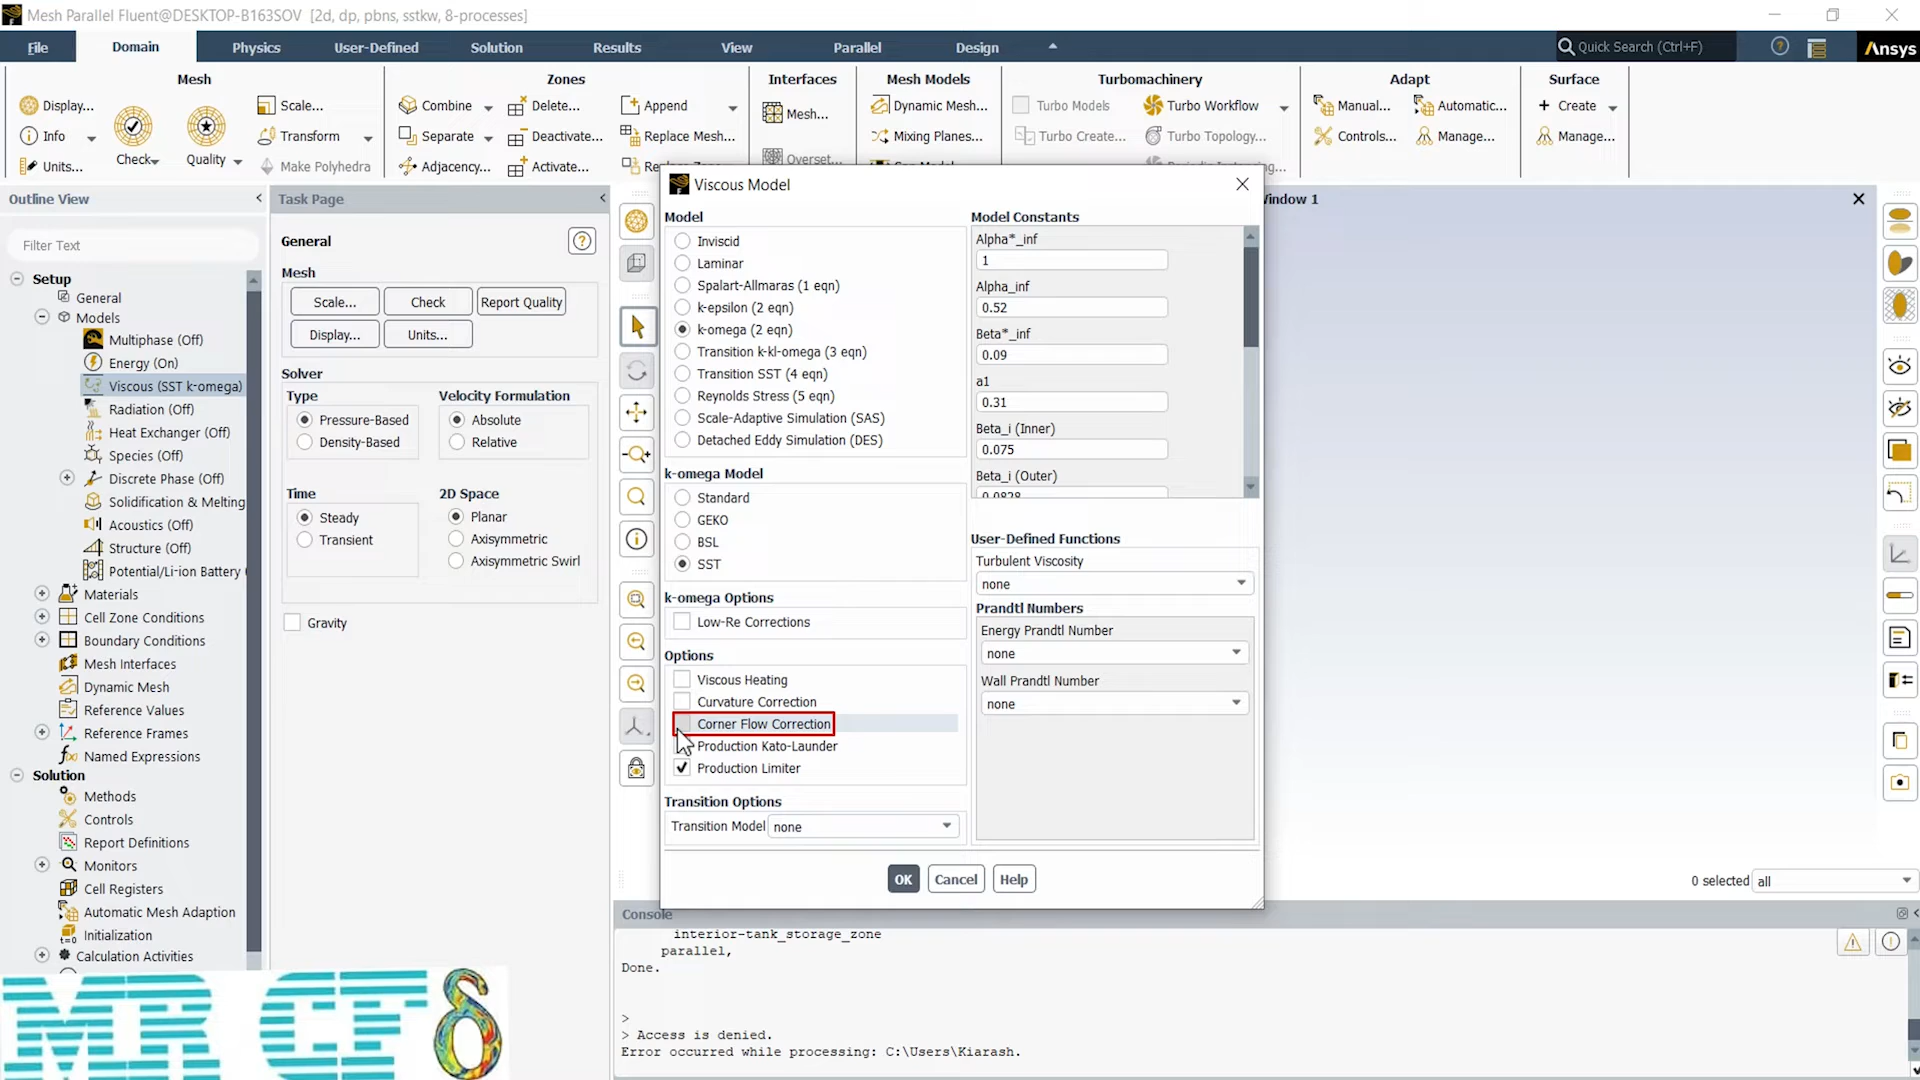 Mesh Parallel Fluent@DESKTOP-B163SOV [2d, dp, pbns, sstkw, 8-processes]
File
Domain
Physics
User-Defined
Solution
Results
View
Parallel
Design
Quick Search (Ctrl+F)
Ansys
Mesh
Zones
Interfaces
Mesh Models
Turbomachinery
Adapt
Surface
Display...
Info
Units...
Check
Quality
Scale...
Transform
Make Polyhedra
Combine
Separate
Adjacency...
Delete...
Deactivate...
Activate...
Append
Replace Mesh...
Mesh...
Overset...
Dynamic Mesh...
Mixing Planes...
Turbo Models
Turbo Create...
Turbo Workflow
Turbo Topology...
Manual...
Controls...
Automatic...
Manage...
Create
Manage...
Outline View
Filter Text
Setup
General
Models
Multiphase (Off)
Energy (On)
Viscous (SST k-omega)
Radiation (Off)
Heat Exchanger (Off)
Species (Off)
Discrete Phase (Off)
Solidification & Melting
Acoustics (Off)
Structure (Off)
Potential/Li-ion Battery
Materials
Cell Zone Conditions
Boundary Conditions
Mesh Interfaces
Dynamic Mesh
Reference Values
Reference Frames
Named Expressions
Solution
Methods
Controls
Report Definitions
Monitors
Cell Registers
Automatic Mesh Adaption
Initialization
Calculation Activities
MR CF
Task Page
General
Mesh
Scale...
Check
Report Quality
Display...
Units...
Solver
Type
Pressure-Based
Density-Based
Velocity Formulation
Absolute
Relative
Time
Steady
Transient
2D Space
Planar
Axisymmetric
Axisymmetric Swirl
Gravity
Viscous Model
Model
Inviscid
Laminar
Spalart-Allmaras (1 eqn)
k-epsilon (2 eqn)
k-omega (2 eqn)
Transition k-kl-omega (3 eqn)
Transition SST (4 eqn)
Reynolds Stress (5 eqn)
Scale-Adaptive Simulation (SAS)
Detached Eddy Simulation (DES)
k-omega Model
Standard
GEKO
BSL
SST
k-omega Options
Low-Re Corrections
Options
Viscous Heating
Curvature Correction
Corner Flow Correction
Production Kato-Launder
Production Limiter
Transition Options
Transition Model none
Model Constants
Alpha*_inf
1
Alpha_inf
0.52
Beta*_inf
0.09
a1
0.31
Beta_i (Inner)
0.075
Beta_i (Outer)
0.0828
User-Defined Functions
Turbulent Viscosity
none
Prandtl Numbers
Energy Prandtl Number
none
Wall Prandtl Number
none
OK
Cancel
Help
indow 1
0 selected all
Console
interior-tank_storage_zone
parallel,
Done.
>
> Access is denied.
Error occurred while processing: C:\Users\Kiarash.